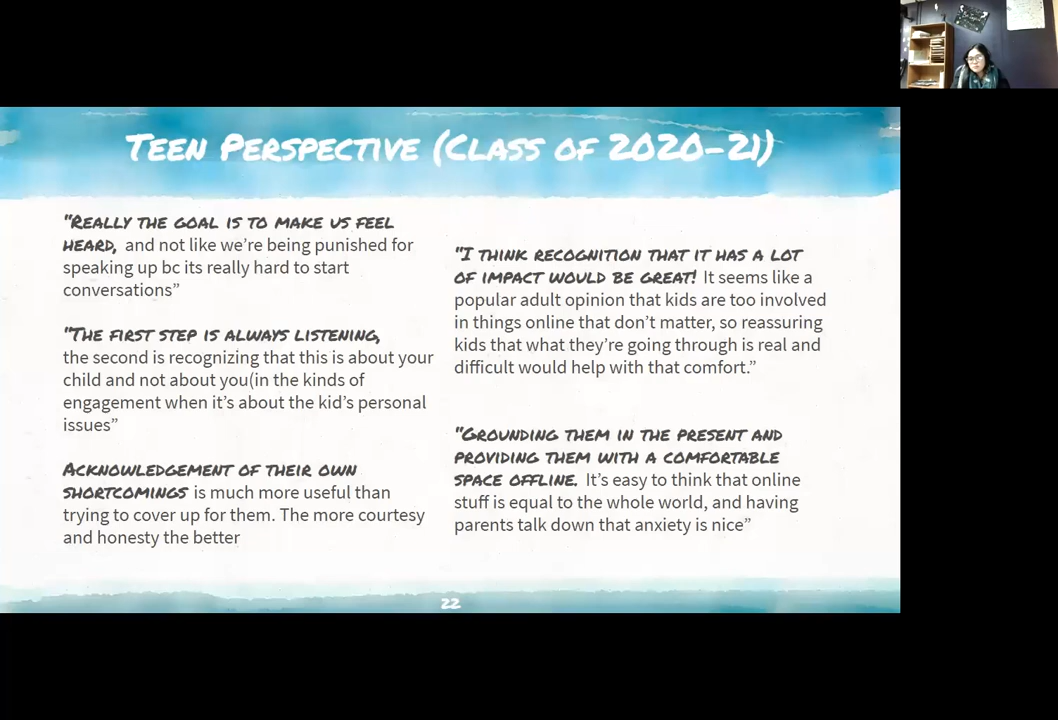 Teen Perspective (Class of 2020-21)
"Really the goal is to make us feel
heard, and not like we're being punished for
speaking up bc its really hard to start
conversations"
"The first step is always listening,
the second is recognizing that this is about your
child and not about you(in the kinds of
engagement when it's about the kid's personal
issues"
Acknowledgement of their own
shortcomings is much more useful than
trying to cover up for them. The more courtesy
and honesty the better
"I think recognition that it has a lot
of impact would be great! It seems like a
popular adult opinion that kids are too involved
in things online that don't matter, so reassuring
kids that what they're going through is real and
difficult would help with that comfort."
"Grounding them in the present and
providing them with a comfortable
space offline. It's easy to think that online
stuff is equal to the whole world, and having
parents talk down that anxiety is nice"
22